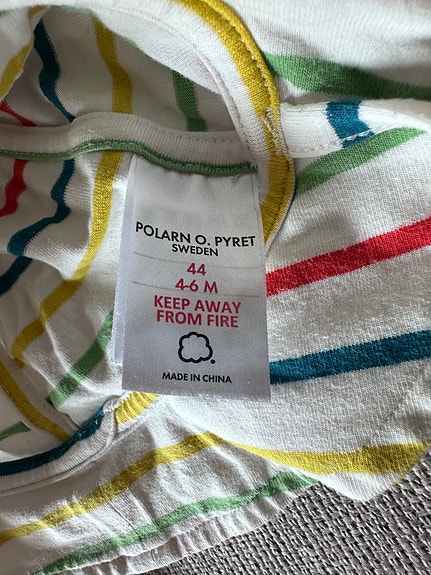 POLARN O. PYRET
SWEDEN
44
4-6 M
KEEP AWAY
FROM FIRE
MADE IN CHINA